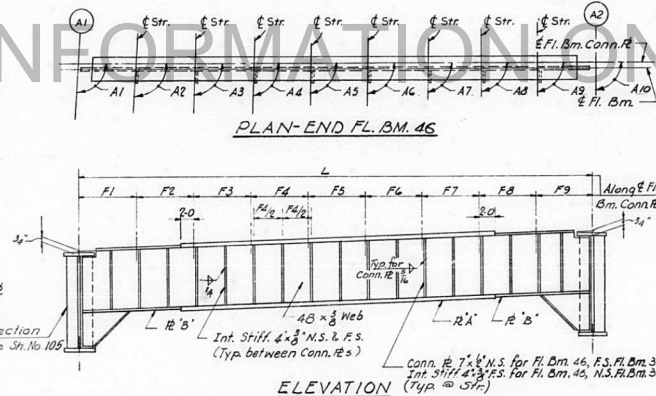 INFORMATION ON
A1
A2
℄ Str.
℄ Str.
℄ Str.
℄ Str.
℄ Str.
℄ Str.
℄ Str.
℄ Str.
℄ Fl. Bm. Conn. ℞
A1
A2
A3
A4
A5
A6
A7
A8
A9
A10
℄ Fl. Bm.
PLAN-END FL. BM. 46
L
F1
F2
F3
F4
F5
F6
F7
F8
F9
Along ℄ Fl
Bm. Conn. ℞
2-0
F4/2
F4/2
2-0
3/4"
3/4"
Typ. for
Conn. ℞
5/16
1/4
48 x 3/8 Web
℞ "B"
℞ "A"
℞ "B"
ection
e Sh. No 105
Int. Stiff. 4" x 3/8" N.S. & F.S.
(Typ. between Conn. ℞s)
Conn. ℞ 7" x 1/2" N.S. for Fl. Bm. 46, F.S. Fl. Bm. 3
Int. Stiff 4" x 3/8" F.S. for Fl. Bm. 46, N.S. Fl. Bm. 3
(Typ. @ Str.)
ELEVATION